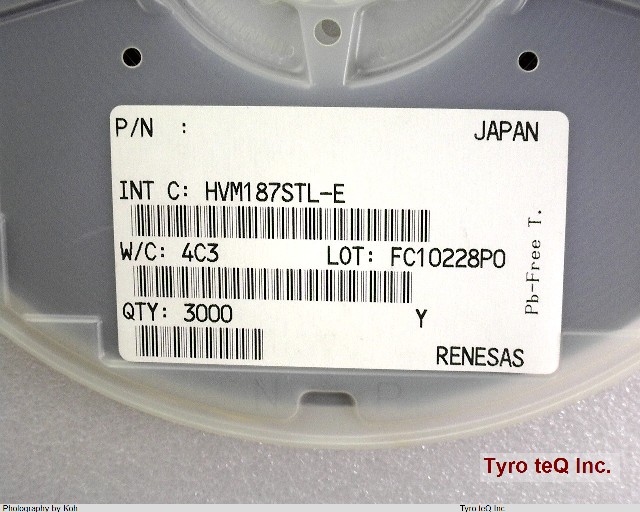 P/N :
JAPAN
INT C: HVM187STL-E
W/C: 4C3
LOT: FC10228P0
QTY: 3000
Y
RENESAS
Pb-Free T.
N P
Tyro teQ Inc.
Photography by Koh
Tyro teQ Inc